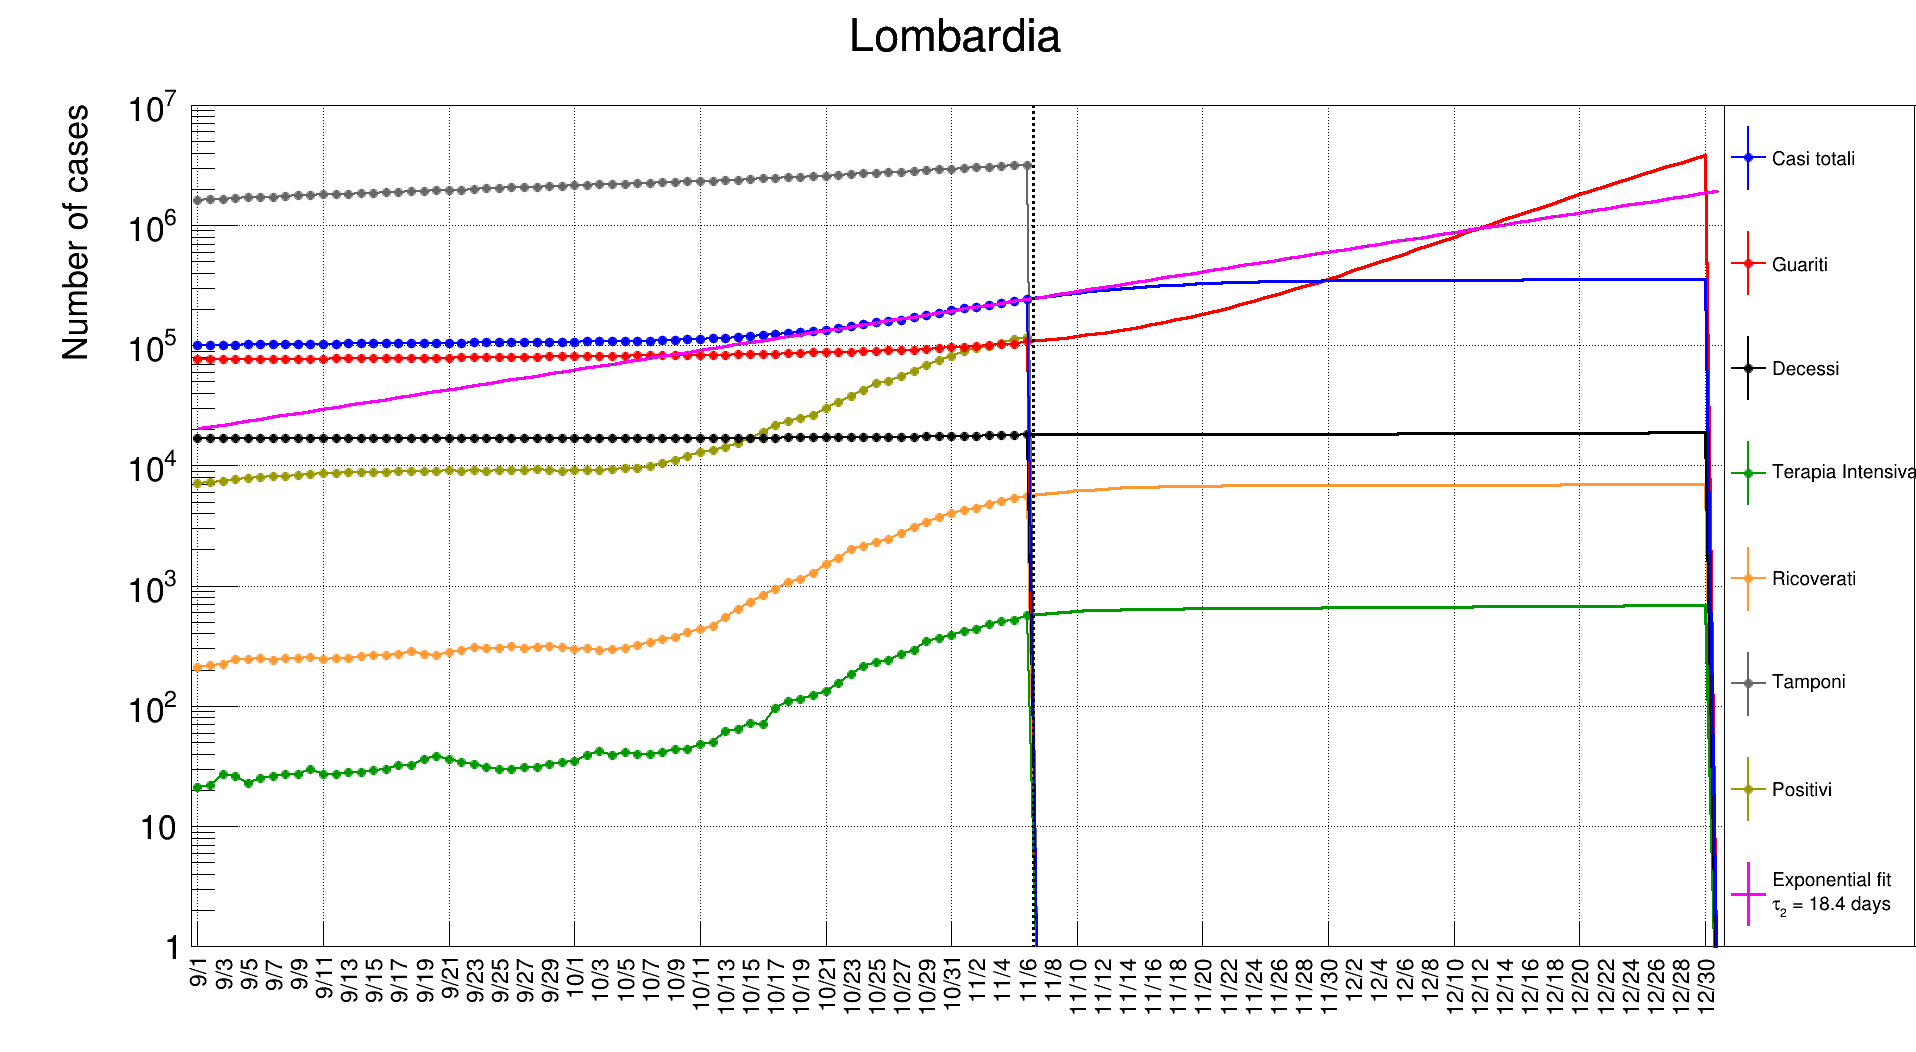 Lombardia
Number of cases
10^7
10^6
10^5
10^4
10^3
10^2
10
1
9/1 9/3 9/5 9/7 9/9 9/11 9/13 9/15 9/17 9/19 9/21 9/23 9/25 9/27 9/29 10/1 10/3 10/5 10/7 10/9 10/11 10/13 10/15 10/17 10/19 10/21 10/23 10/25 10/27 10/29 10/31 11/2 11/4 11/6 11/8 11/10 11/12 11/14 11/16 11/18 11/20 11/22 11/24 11/26 11/28 11/30 12/2 12/4 12/6 12/8 12/10 12/12 12/14 12/16 12/18 12/20 12/22 12/24 12/26 12/28 12/30
Casi totali
Guariti
Decessi
Terapia Intensiva
Ricoverati
Tamponi
Positivi
Exponential fit
τ_2 = 18.4 days